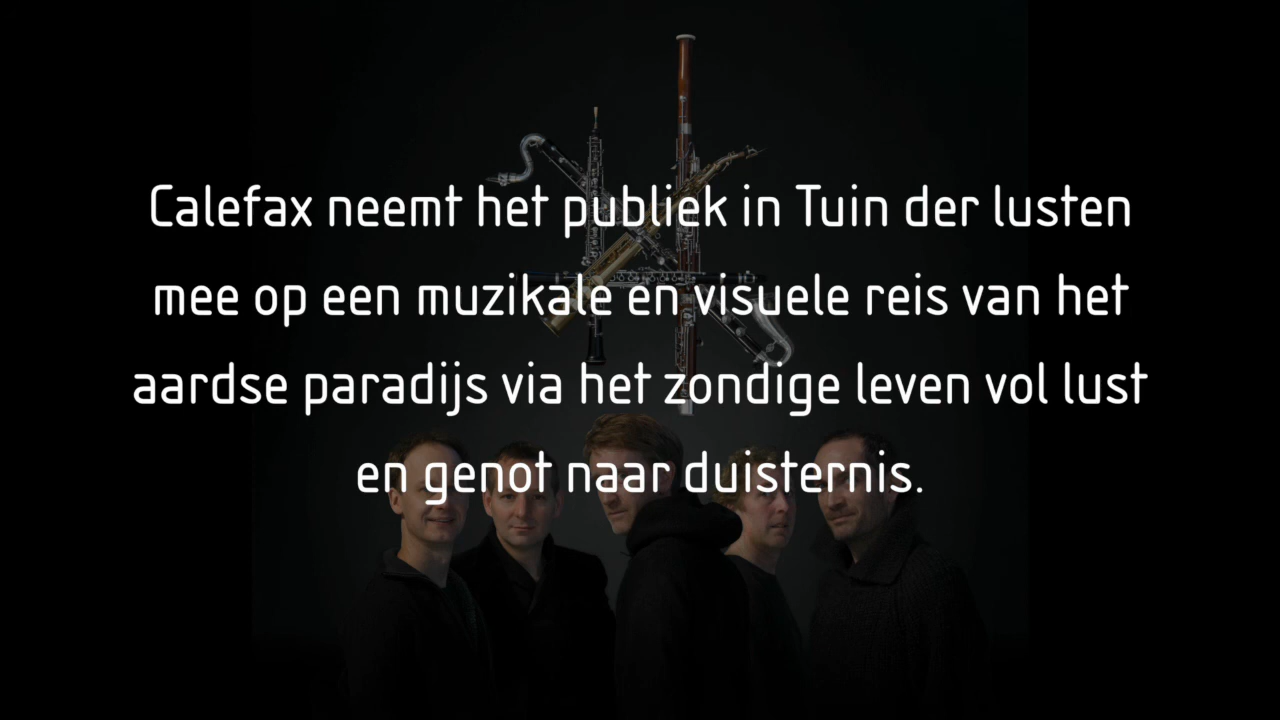 Calefax neemt het publiek in Tuin der lusten
mee op een muzikale en visuele reis van het
aardse paradijs via het zondige leven vol lust
en genot naar duisternis.